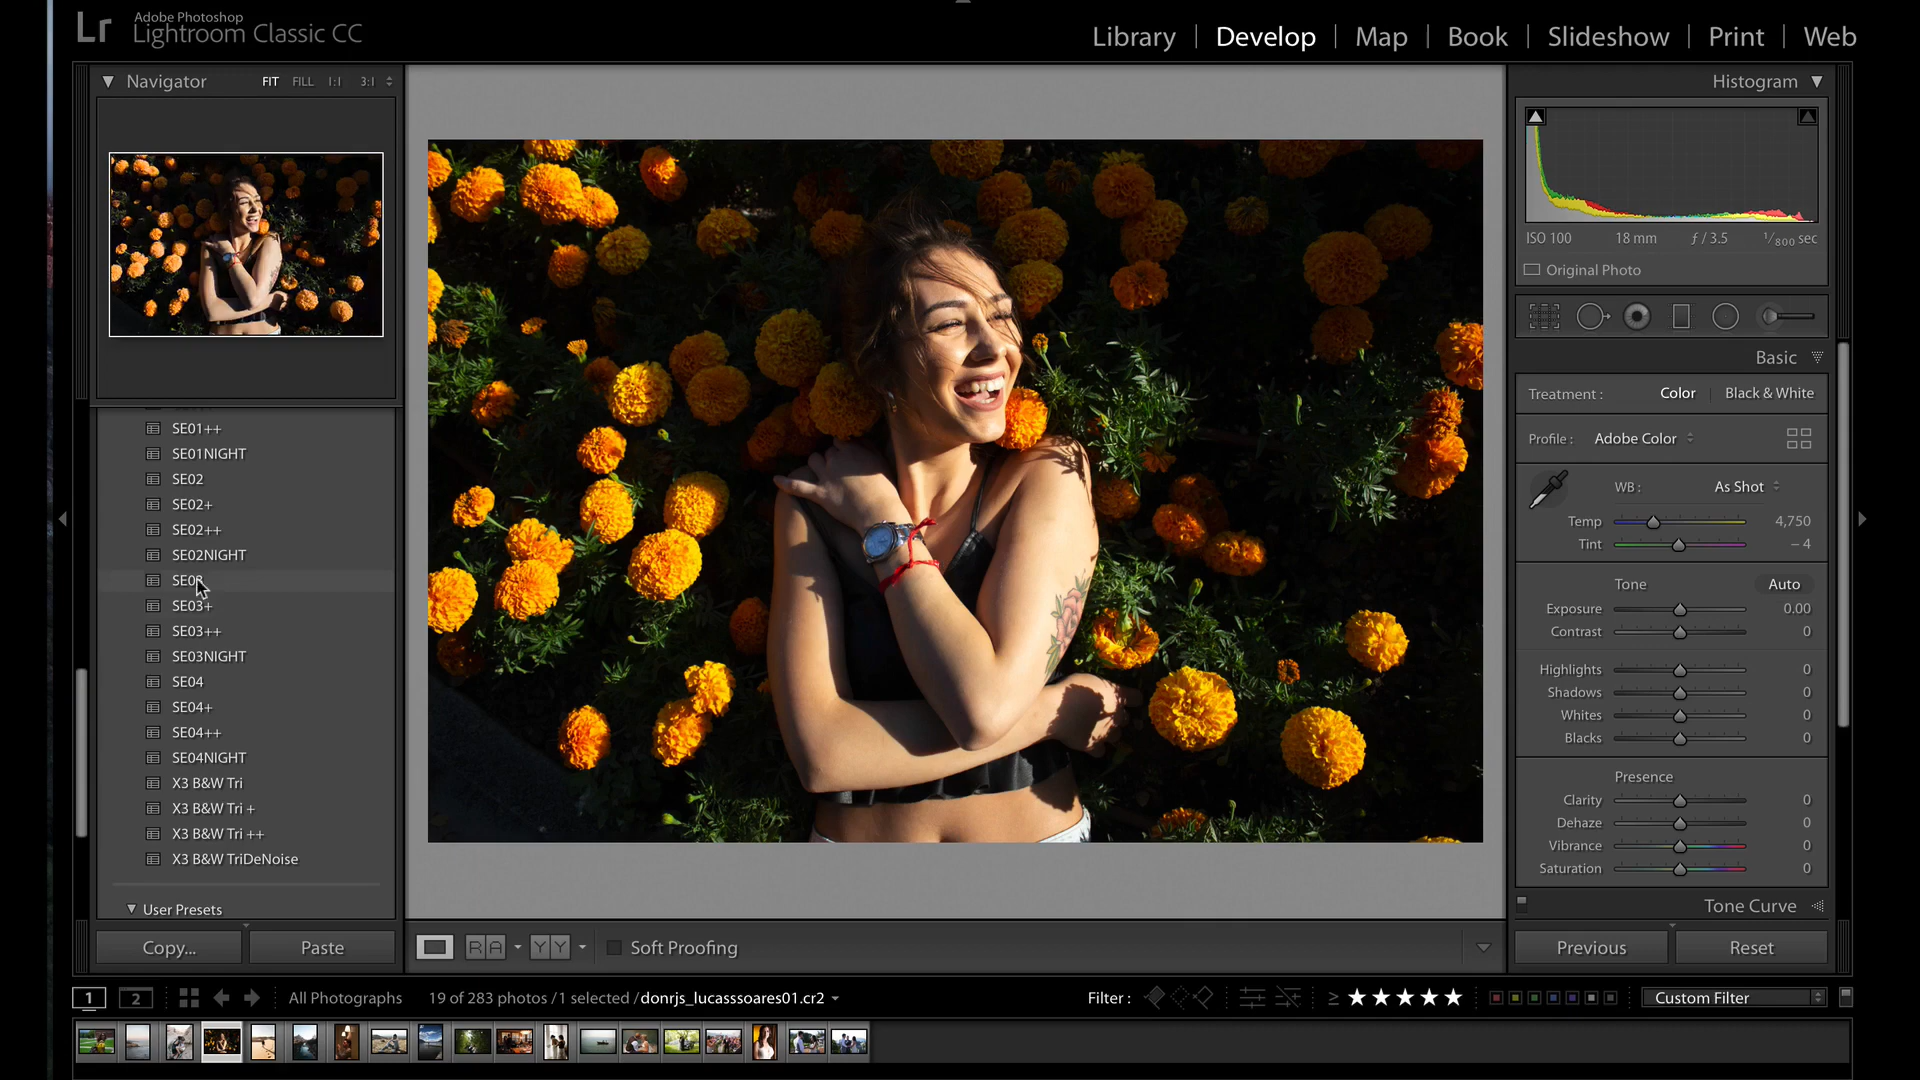 Lr
Adobe Photoshop
Lightroom Classic CC
Library | Develop | Map | Book | Slideshow | Print | Web
Navigator FIT FILL 1:1 3:1
SE01++
SE01NIGHT
SE02
SE02+
SE02++
SE02NIGHT
SE03+
SE03++
SE03NIGHT
SE04
SE04+
SE04++
SE04NIGHT
X3 B&W Tri
X3 B&W Tri +
X3 B&W Tri ++
X3 B&W TriDeNoise
User Presets
Copy... Paste
R A Y Y Soft Proofing
Histogram
ISO 100 18 mm ƒ / 3.5 1/800 sec
Original Photo
Basic
Treatment : Color | Black & White
Profile : Adobe Color
WB : As Shot
Temp 4,750
Tint – 4
Tone Auto
Exposure 0.00
Contrast 0
Highlights 0
Shadows 0
Whites 0
Blacks 0
Presence
Clarity 0
Dehaze 0
Vibrance 0
Saturation 0
Tone Curve
Previous Reset
1 2 All Photographs 19 of 283 photos / 1 selected / donrjs_lucasssoares01.cr2 Filter : ≥ ★★★★★ Custom Filter